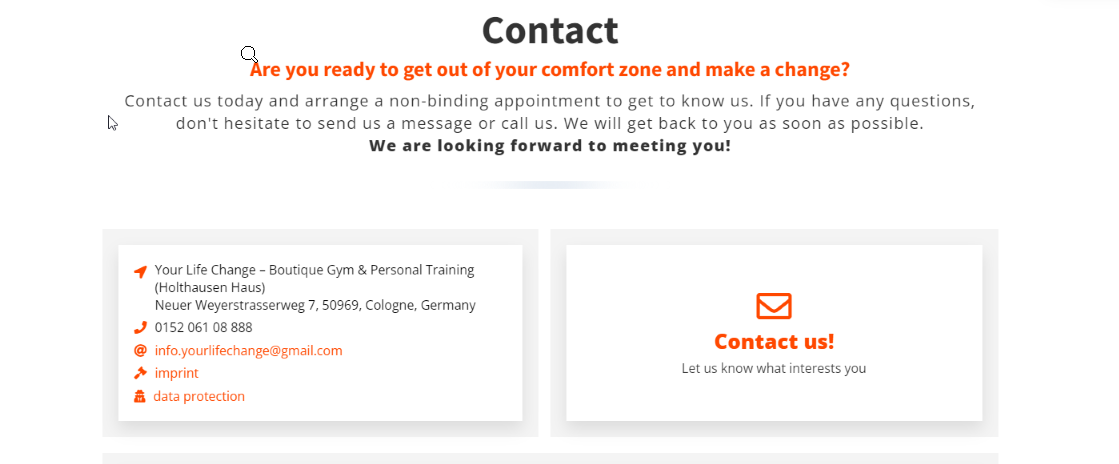 Contact
Are you ready to get out of your comfort zone and make a change?
Contact us today and arrange a non-binding appointment to get to know us. If you have any questions,
don't hesitate to send us a message or call us. We will get back to you as soon as possible.
We are looking forward to meeting you!
Your Life Change – Boutique Gym & Personal Training
(Holthausen Haus)
Neuer Weyerstrasserweg 7, 50969, Cologne, Germany
0152 061 08 888
info.yourlifechange@gmail.com
imprint
data protection
Contact us!
Let us know what interests you